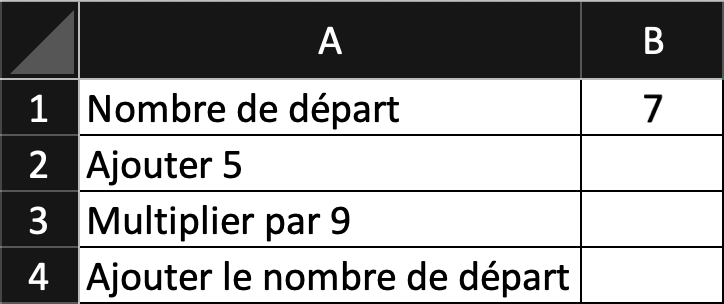 A B
1 Nombre de départ 7
2 Ajouter 5
3 Multiplier par 9
4 Ajouter le nombre de départ